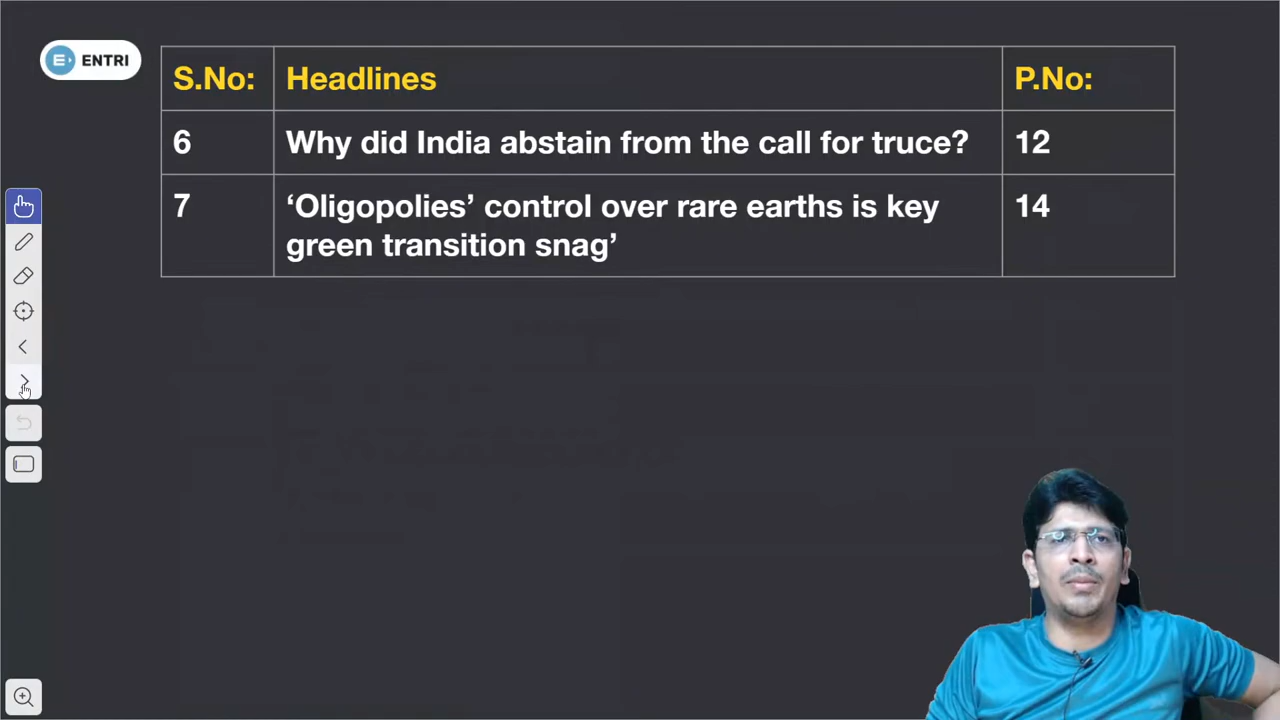 ENTRI
S.No: Headlines P.No:
6 Why did India abstain from the call for truce? 12
7 ‘Oligopolies’ control over rare earths is key 14
green transition snag’